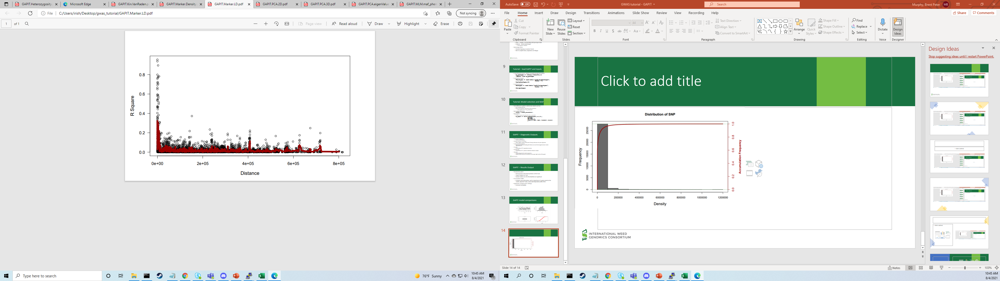 GAPIT.Heterozygosity.
Microsoft Edge
GAPIT.Kin.VanRaden.p
GAPIT.Marker.Density.
GAPIT.Marker.LD.pdf
GAPIT.PCA.2D.pdf
GAPIT.PCA.3D.pdf
GAPIT.PCA.eigenValue
GAPIT.MLM.maf_phen
File
C:/Users/irish/Desktop/gwas_tutorial/GAPIT.Marker.LD.pdf
Not syncing
1 of 1
Page view
Read aloud
Draw
Highlight
Erase
R Square
0.8
0.6
0.4
0.2
0.0
0e+00 2e+05 4e+05 6e+05 8e+05
Distance
AutoSave Off
GWAS tutorial - GAPIT
Search
Murphy, Brent Peter MB
File Home Insert Draw Design Transitions Animations Slide Show Review View Recording Help
Share Comments
Paste
Cut
Copy
Format Painter
Clipboard
New Slide
Reuse Slides
Layout
Reset
Section
Slides
44
Font
Text Direction
Align Text
Convert to SmartArt
Paragraph
Arrange
Quick Styles
Shape Fill
Shape Outline
Shape Effects
Drawing
Find
Replace
Select
Editing
Dictate
Voice
Design Ideas
Designer
9
Tutorial – load GAPIT and inputs
10
Tutorial: Model selection and MAF
11
GAPIT – Diagnostic Outputs
12
GAPIT – Results Output
13
GAPIT model comparisons
14
Click to add title
Distribution of SNP
Frequency
25000
20000
15000
10000
5000
0
0 200000 400000 600000 800000 1000000 1200000
Density
1.0
0.8
0.6
0.4
0.2
0.0
Accumulation Frequency
INTERNATIONAL WEED
GENOMICS CONSORTIUM
Design Ideas
Stop suggesting ideas until I restart PowerPoint.
Slide 14 of 14
Notes
103%
Type here to search
76°F Sunny
10:45 AM
8/4/2021
10:45 AM
8/4/2021